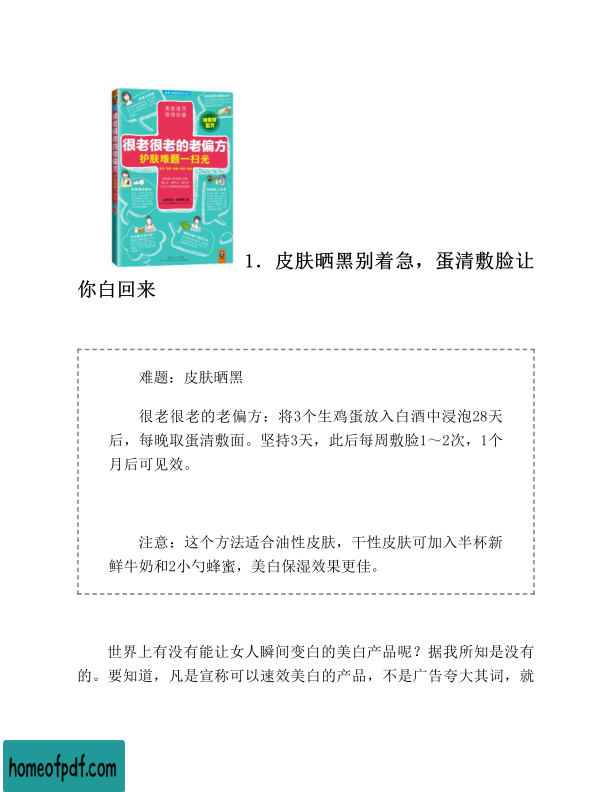 很老很老的老偏方
护肤难题一扫光
很老很老的老偏方
1．皮肤晒黑别着急，蛋清敷脸让
你白回来
难题：皮肤晒黑
很老很老的老偏方：将3个生鸡蛋放入白酒中浸泡28天
后，每晚取蛋清敷面。坚持3天，此后每周敷脸1～2次，1个
月后可见效。
注意：这个方法适合油性皮肤，干性皮肤可加入半杯新
鲜牛奶和2小勺蜂蜜，美白保湿效果更佳。
世界上有没有能让女人瞬间变白的美白产品呢？据我所知是没有
的。要知道，凡是宣称可以速效美白的产品，不是广告夸大其词，就
homeofpdf.com